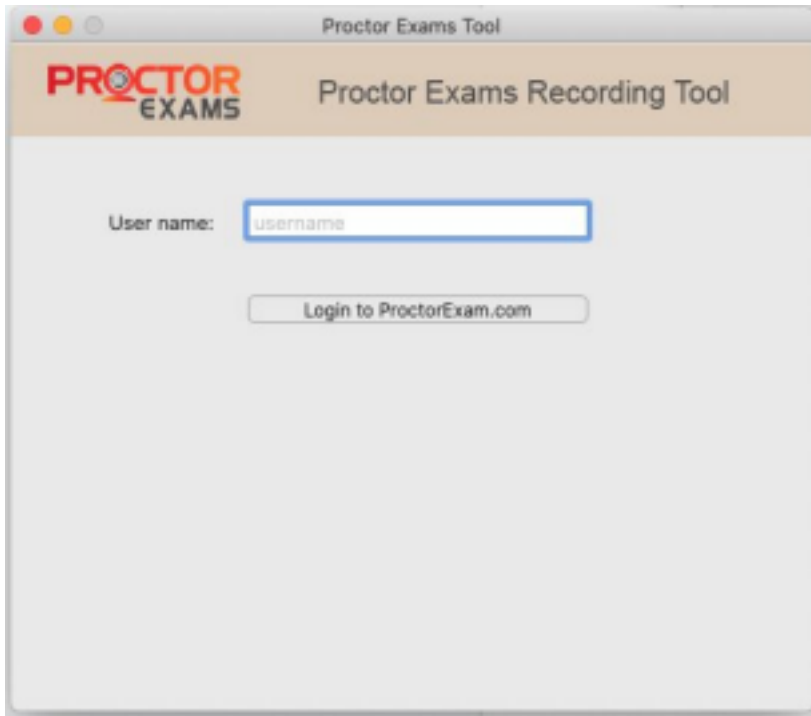 Proctor Exams Tool
PROCTOR
EXAMS
Proctor Exams Recording Tool
User name:
username
Login to ProctorExam.com